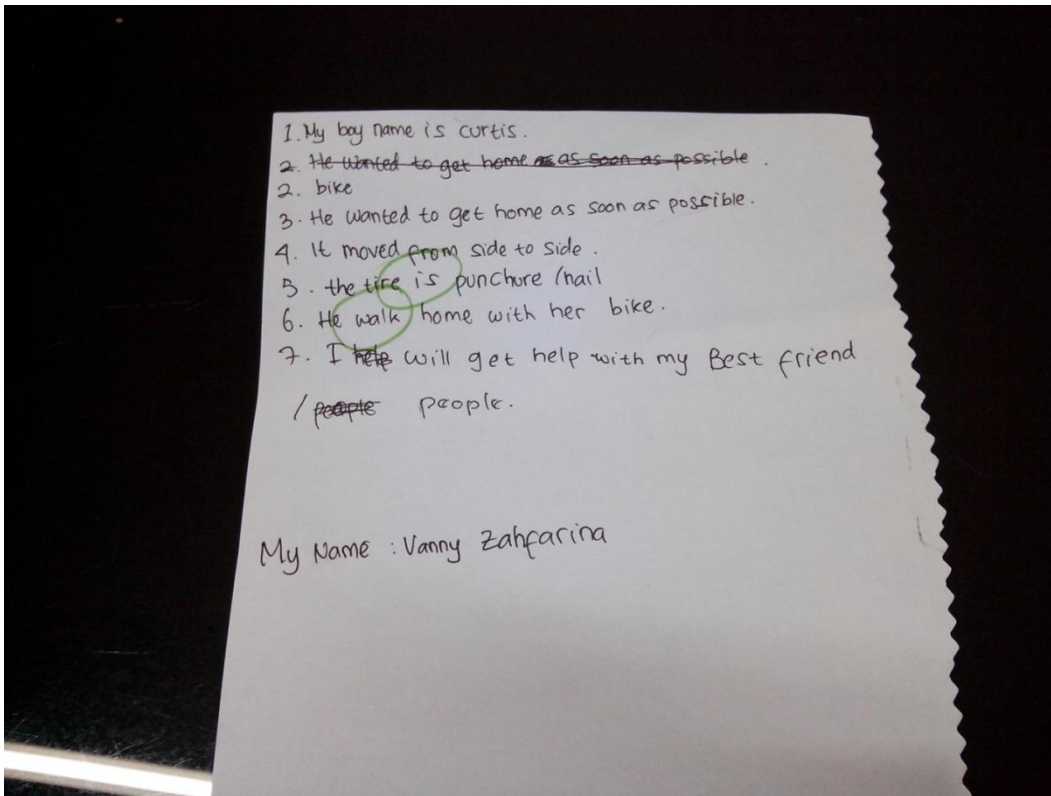 1. My boy name is curtis.
2. He wanted to get home as as soon as possible.
2. bike
3. He wanted to get home as soon as possible.
4. It moved from side to side.
5. the tire is punchure /nail
6. He walk home with her bike.
7. I help will get help with my Best friend
/ people people.
My Name : Vanny Zahfarina